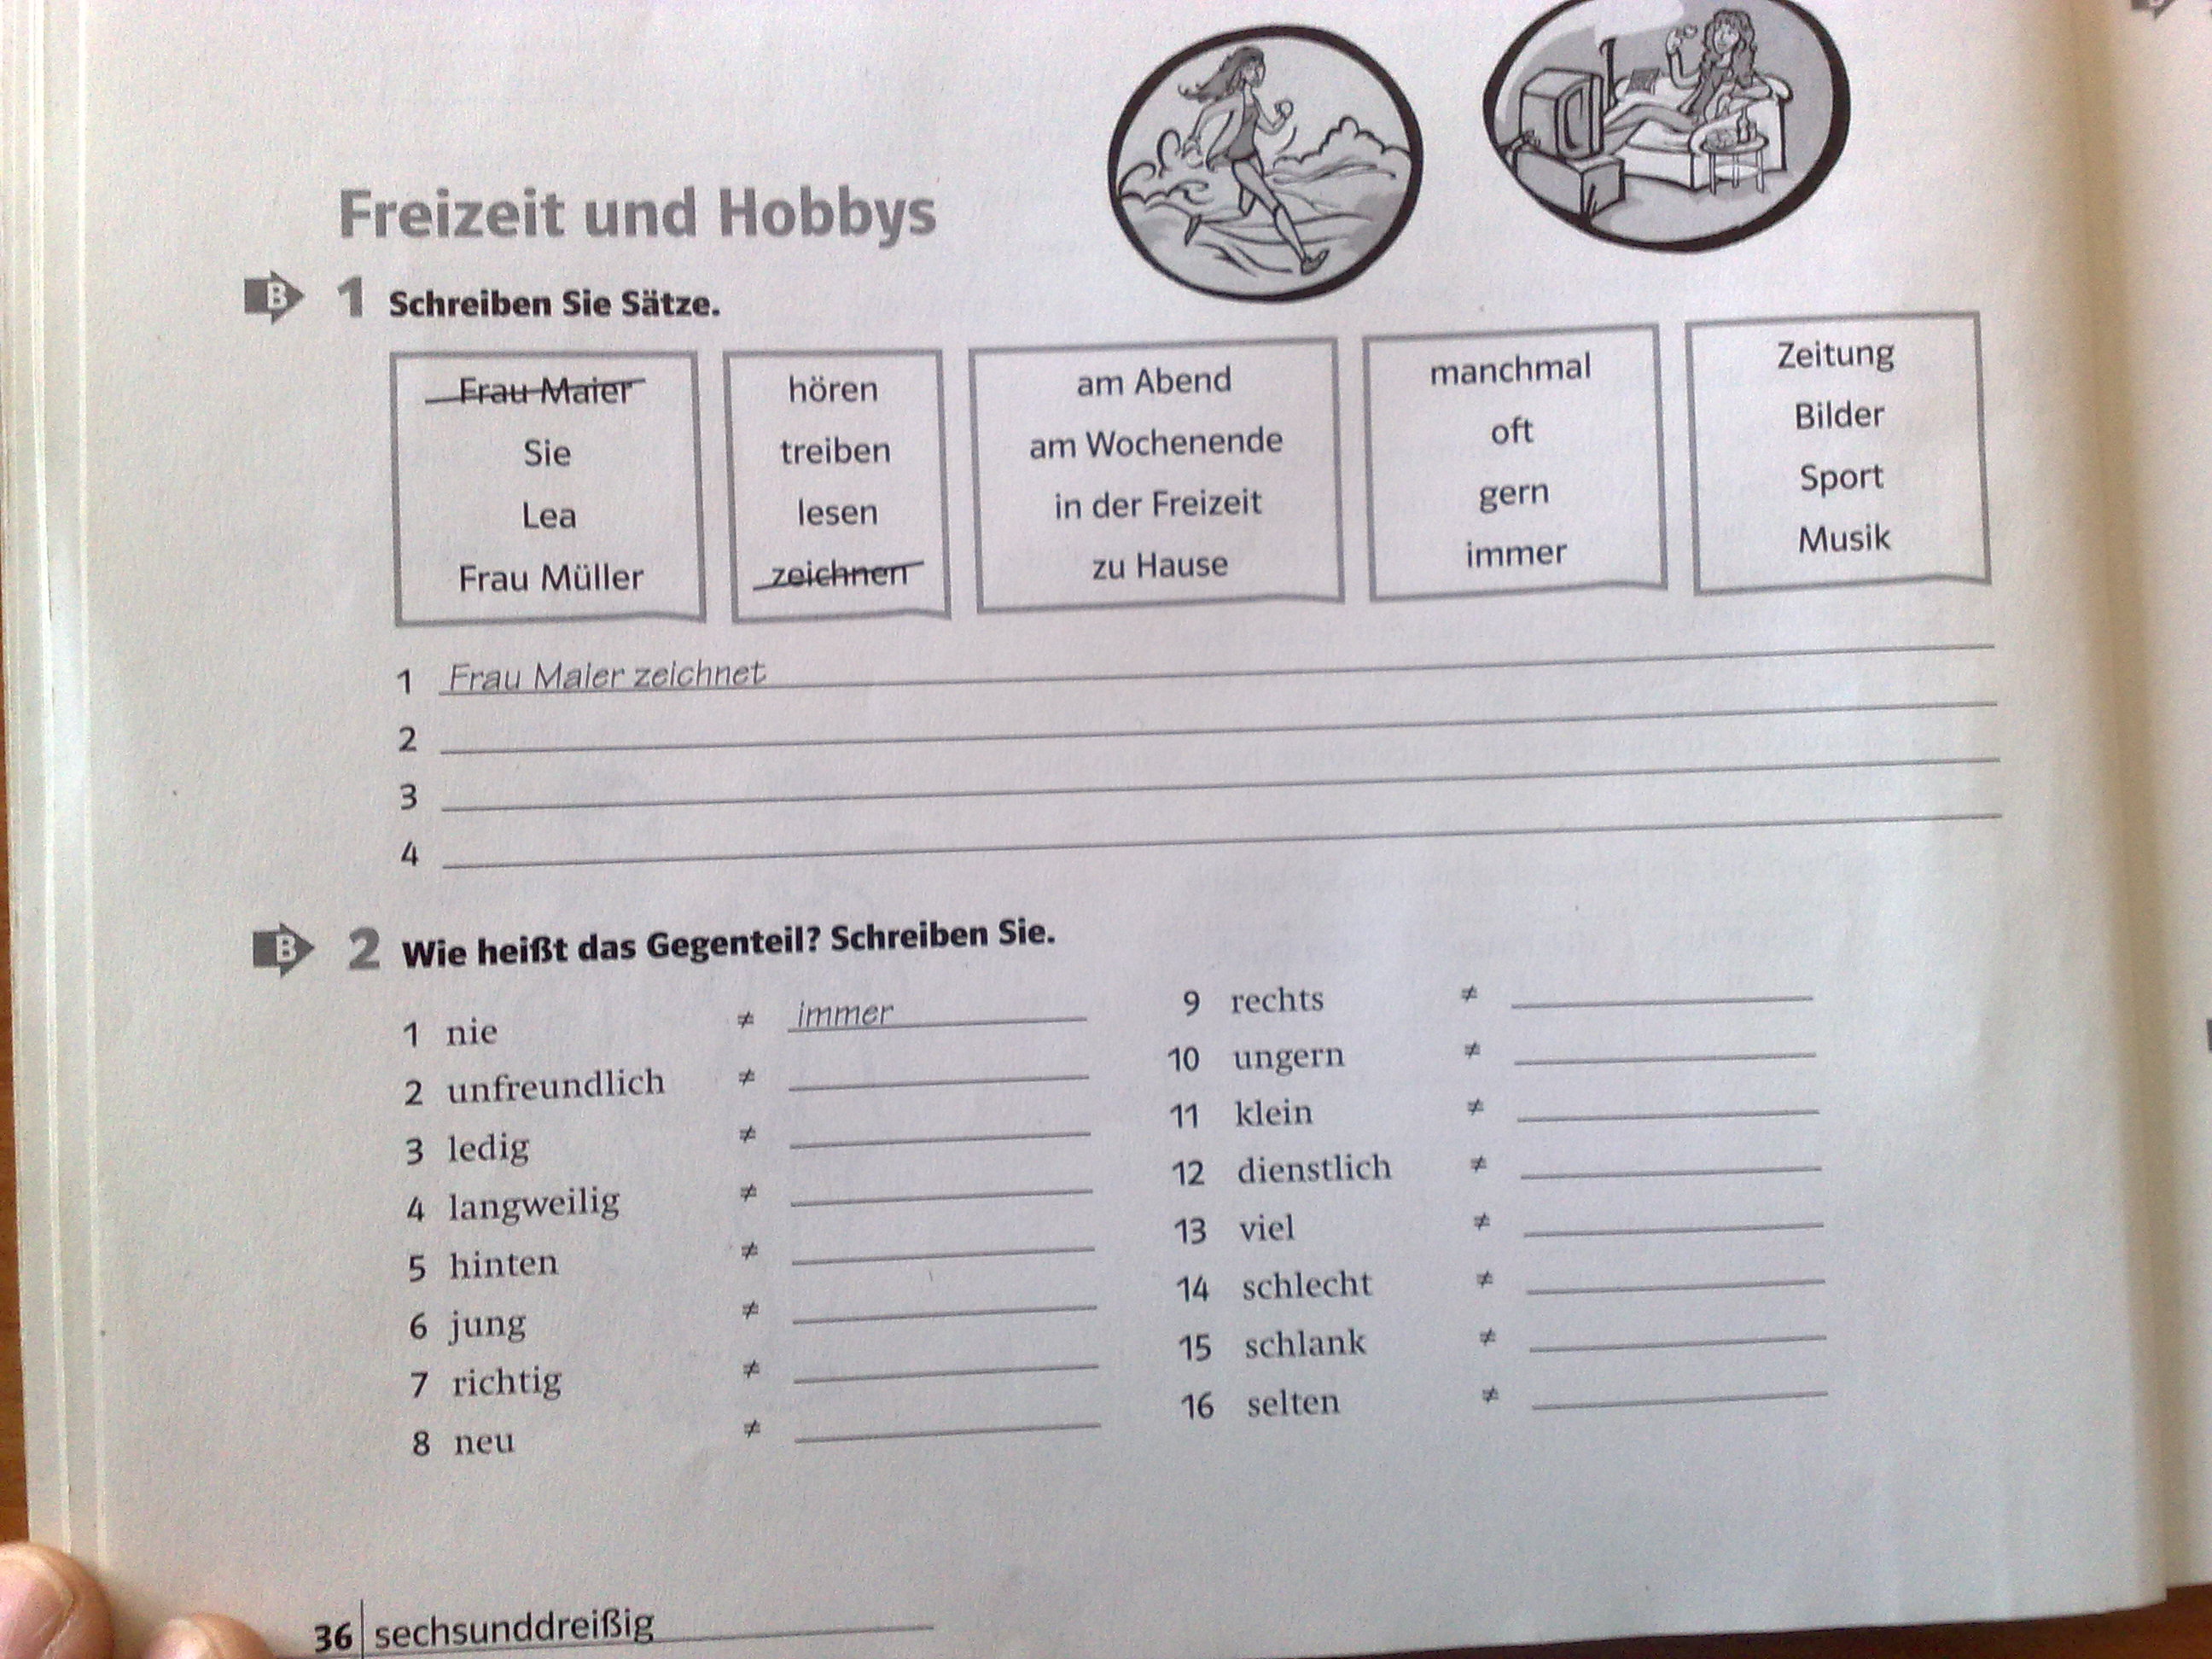 Freizeit und Hobbys
B 1 Schreiben Sie Sätze.
Frau Maier hören am Abend manchmal Zeitung
Sie treiben am Wochenende oft Bilder
Lea lesen in der Freizeit gern Sport
Frau Müller zeichnen zu Hause immer Musik
1 Frau Maier zeichnet
2
3
4
B 2 Wie heißt das Gegenteil? Schreiben Sie.
1 nie ≠ immer
2 unfreundlich ≠
3 ledig ≠
4 langweilig ≠
5 hinten ≠
6 jung ≠
7 richtig ≠
8 neu ≠
9 rechts ≠
10 ungern ≠
11 klein ≠
12 dienstlich ≠
13 viel ≠
14 schlecht ≠
15 schlank ≠
16 selten ≠
36 sechsunddreißig